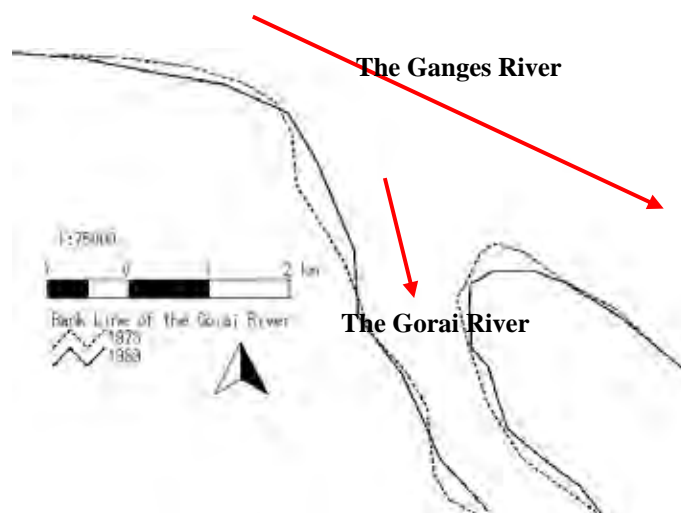 The Ganges River
1:75000
1 0 1 2 km
The Gorai River
Bank Line of the Gorai River
1975